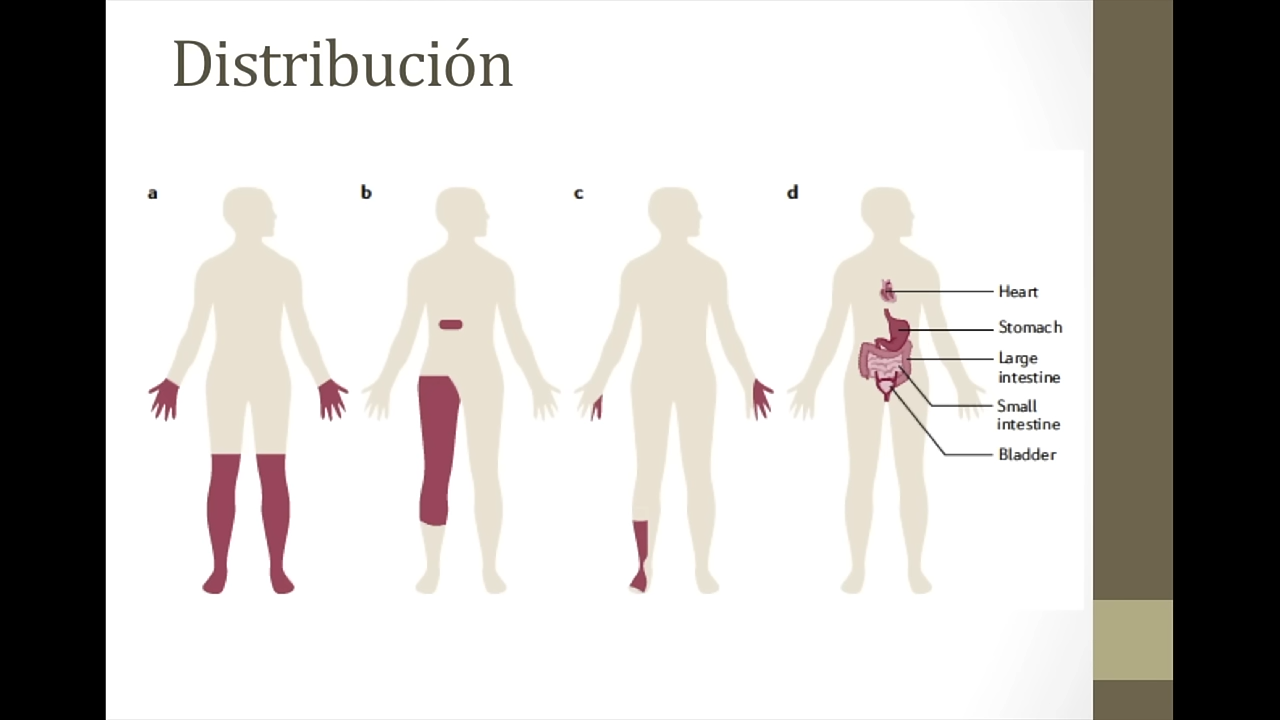 Distribución
a
b
c
d
Heart
Stomach
Large
intestine
Small
intestine
Bladder